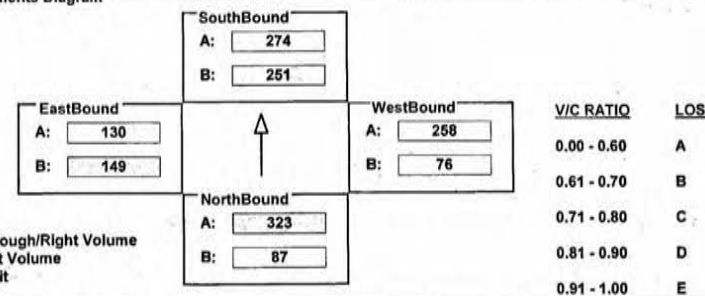 SouthBound
A: 274
B: 251
EastBound
A: 130
B: 149
WestBound
A: 258
B: 76
NorthBound
A: 323
B: 87
V/C RATIO LOS
0.00 - 0.60 A
0.61 - 0.70 B
0.71 - 0.80 C
0.81 - 0.90 D
0.91 - 1.00 E
ough/Right Volume
t Volume
it